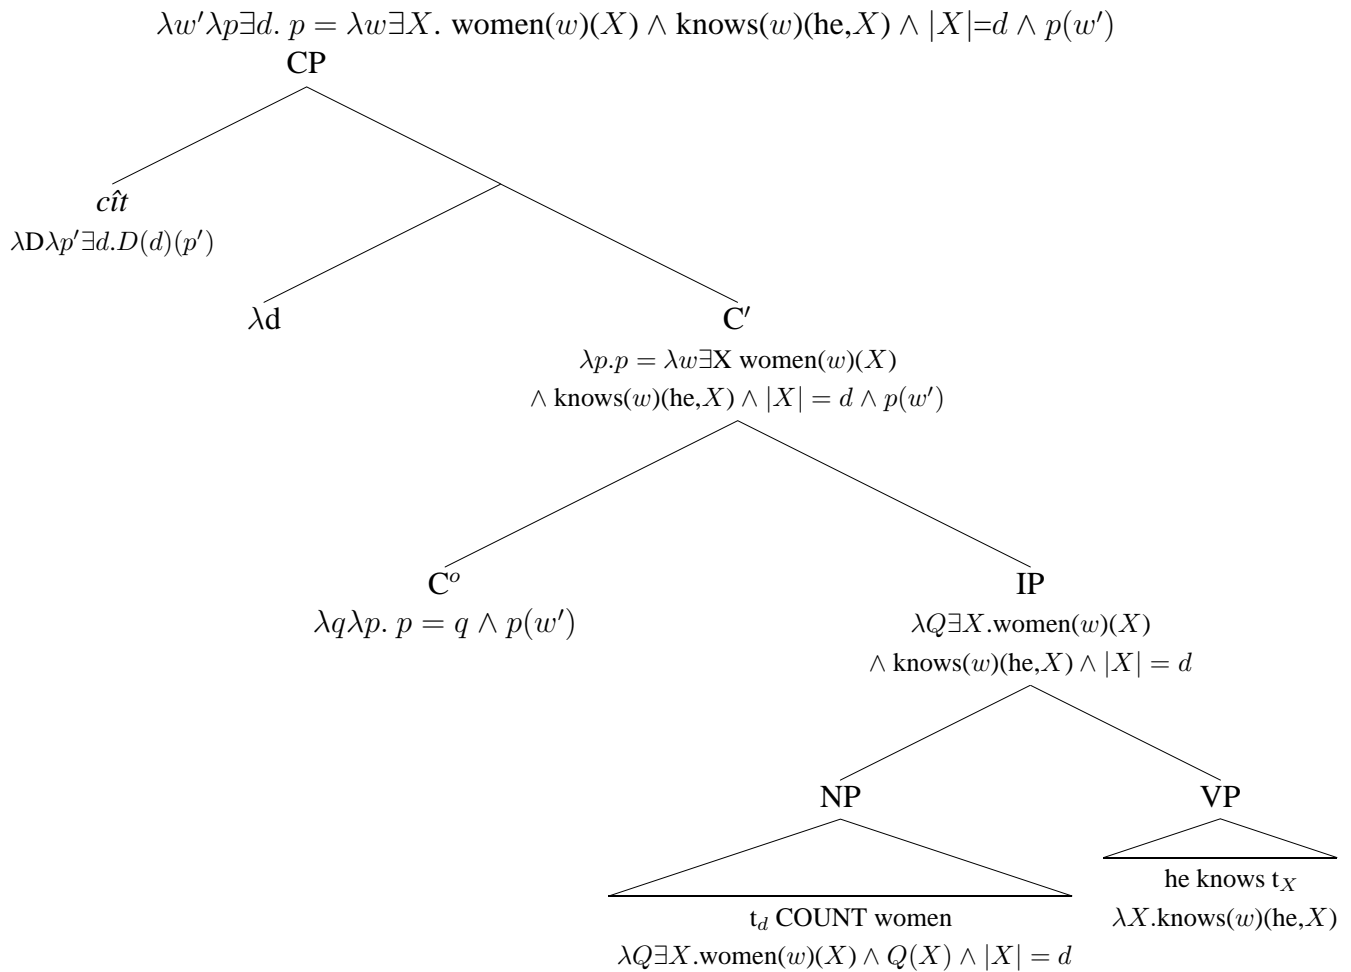 λw′λp∃d. p = λw∃X. women(w)(X) ∧ knows(w)(he,X) ∧ |X|=d ∧ p(w′)
CP
cît
λDλp′∃d.D(d)(p′)
λd
C′
λp.p = λw∃X women(w)(X)
∧ knows(w)(he,X) ∧ |X| = d ∧ p(w′)
C⁰
λqλp. p = q ∧ p(w′)
IP
λQ∃X.women(w)(X)
∧ knows(w)(he,X) ∧ |X| = d
NP
VP
t_d COUNT women
λQ∃X.women(w)(X) ∧ Q(X) ∧ |X| = d
he knows t_X
λX.knows(w)(he,X)